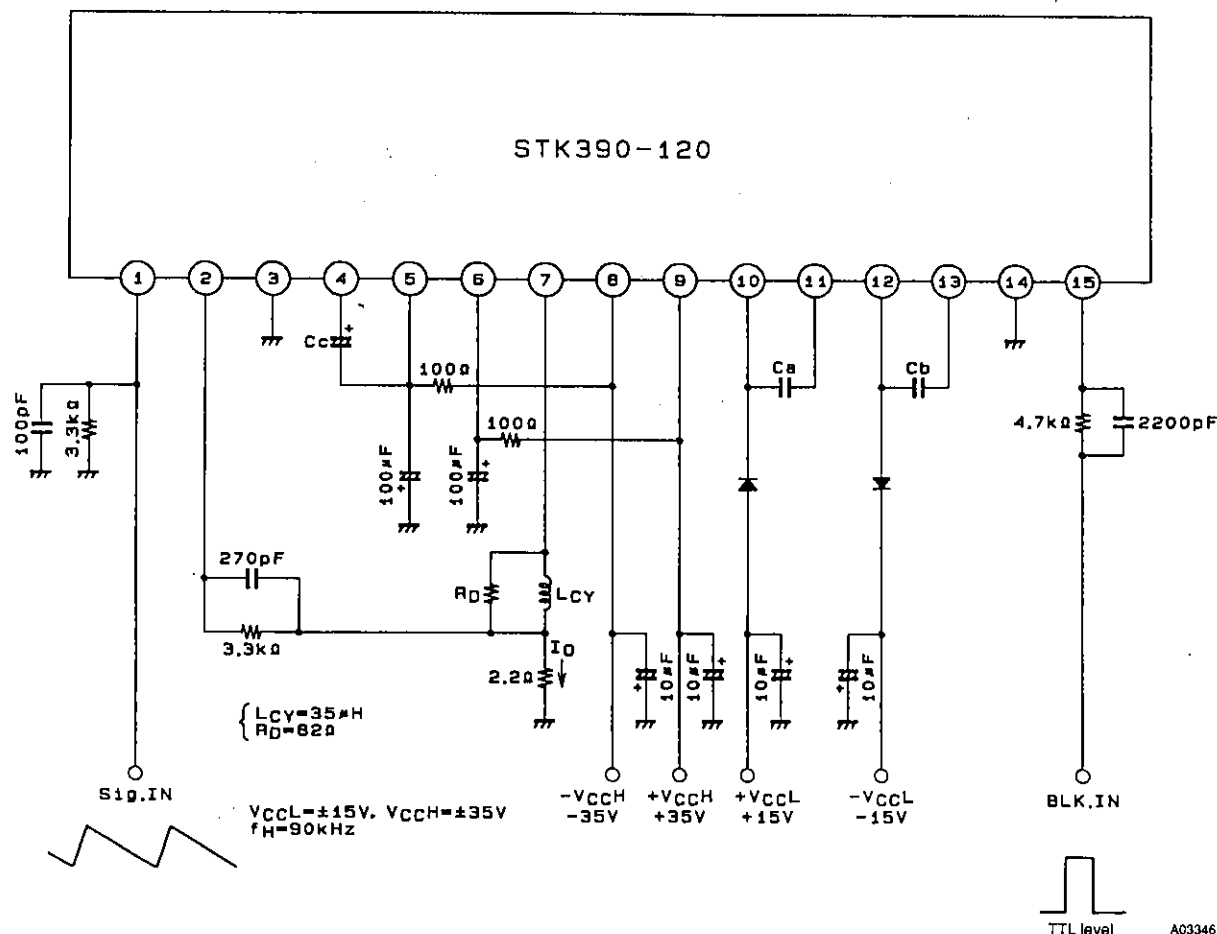 STK390-120
1 2 3 4 5 6 7 8 9 10 11 12 13 14 15
Cc
+
100Ω
100Ω
Ca
Cb
100pF
3.3kΩ
100µF
+
100µF
+
4.7kΩ
2200pF
270pF
3.3kΩ
RD
LCY
IO
2.2Ω
+
10µF
10µF
+
10µF
+
+
10µF
{ LCY=35µH
RD=82Ω
Sig.IN
VCCL=±15V. VCCH=±35V
fH=90kHz
-VCCH
-35V
+VCCH
+35V
+VCCL
+15V
-VCCL
-15V
BLK.IN
TTL level
A03346